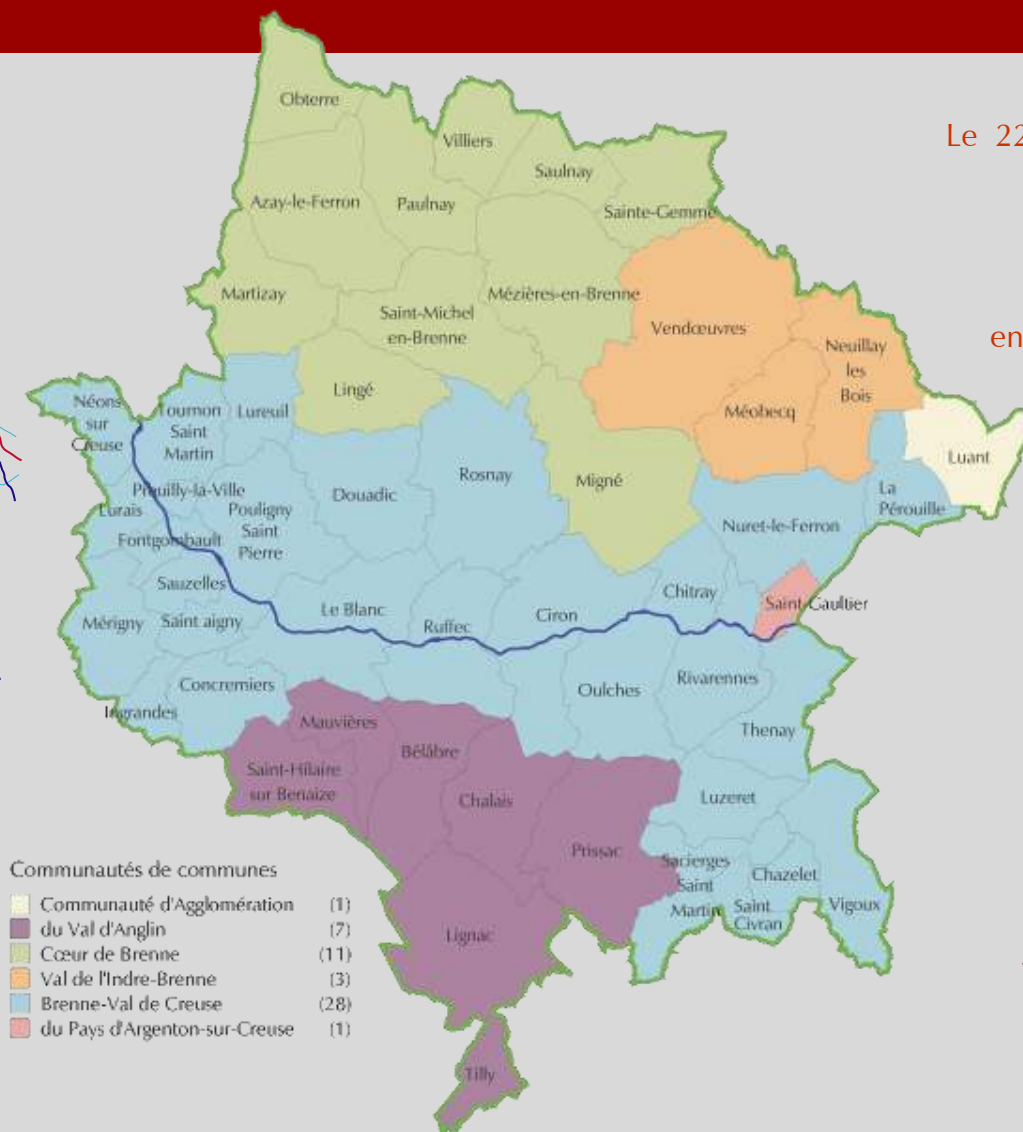 Le 22
Obterre
Villiers
Saulnay
Azay-le-Ferron
Paulnay
Sainte-Gemme
Martizay
Mézières-en-Brenne
Saint-Michel
en-Brenne
Vendœuvres
en
Neuillay
les
Bois
Lingé
Méobecq
Néons
sur
Creuse
Tournon
Saint
Martin
Lureuil
Luant
Rosnay
Migné
Douadic
La
Pérouille
Preuilly-la-Ville
Lurais
Pouligny
Saint
Pierre
Nuret-le-Ferron
Fontgombault
Sauzelles
Chitray
Saint-Gaultier
Le Blanc
Ciron
Mérigny
Saint aigny
Ruffec
Concremiers
Oulches
Rivarennes
Ingrandes
Mauvières
Thenay
Bélâbre
Saint-Hilaire
sur Benaize
Chalais
Luzeret
Prissac
Sacierges
Saint
Martin
Chazelet
Saint
Civran
Vigoux
Lignac
Tilly
Communautés de communes
Communauté d'Agglomération (1)
du Val d'Anglin (7)
Cœur de Brenne (11)
Val de l'Indre-Brenne (3)
Brenne-Val de Creuse (28)
du Pays d'Argenton-sur-Creuse (1)